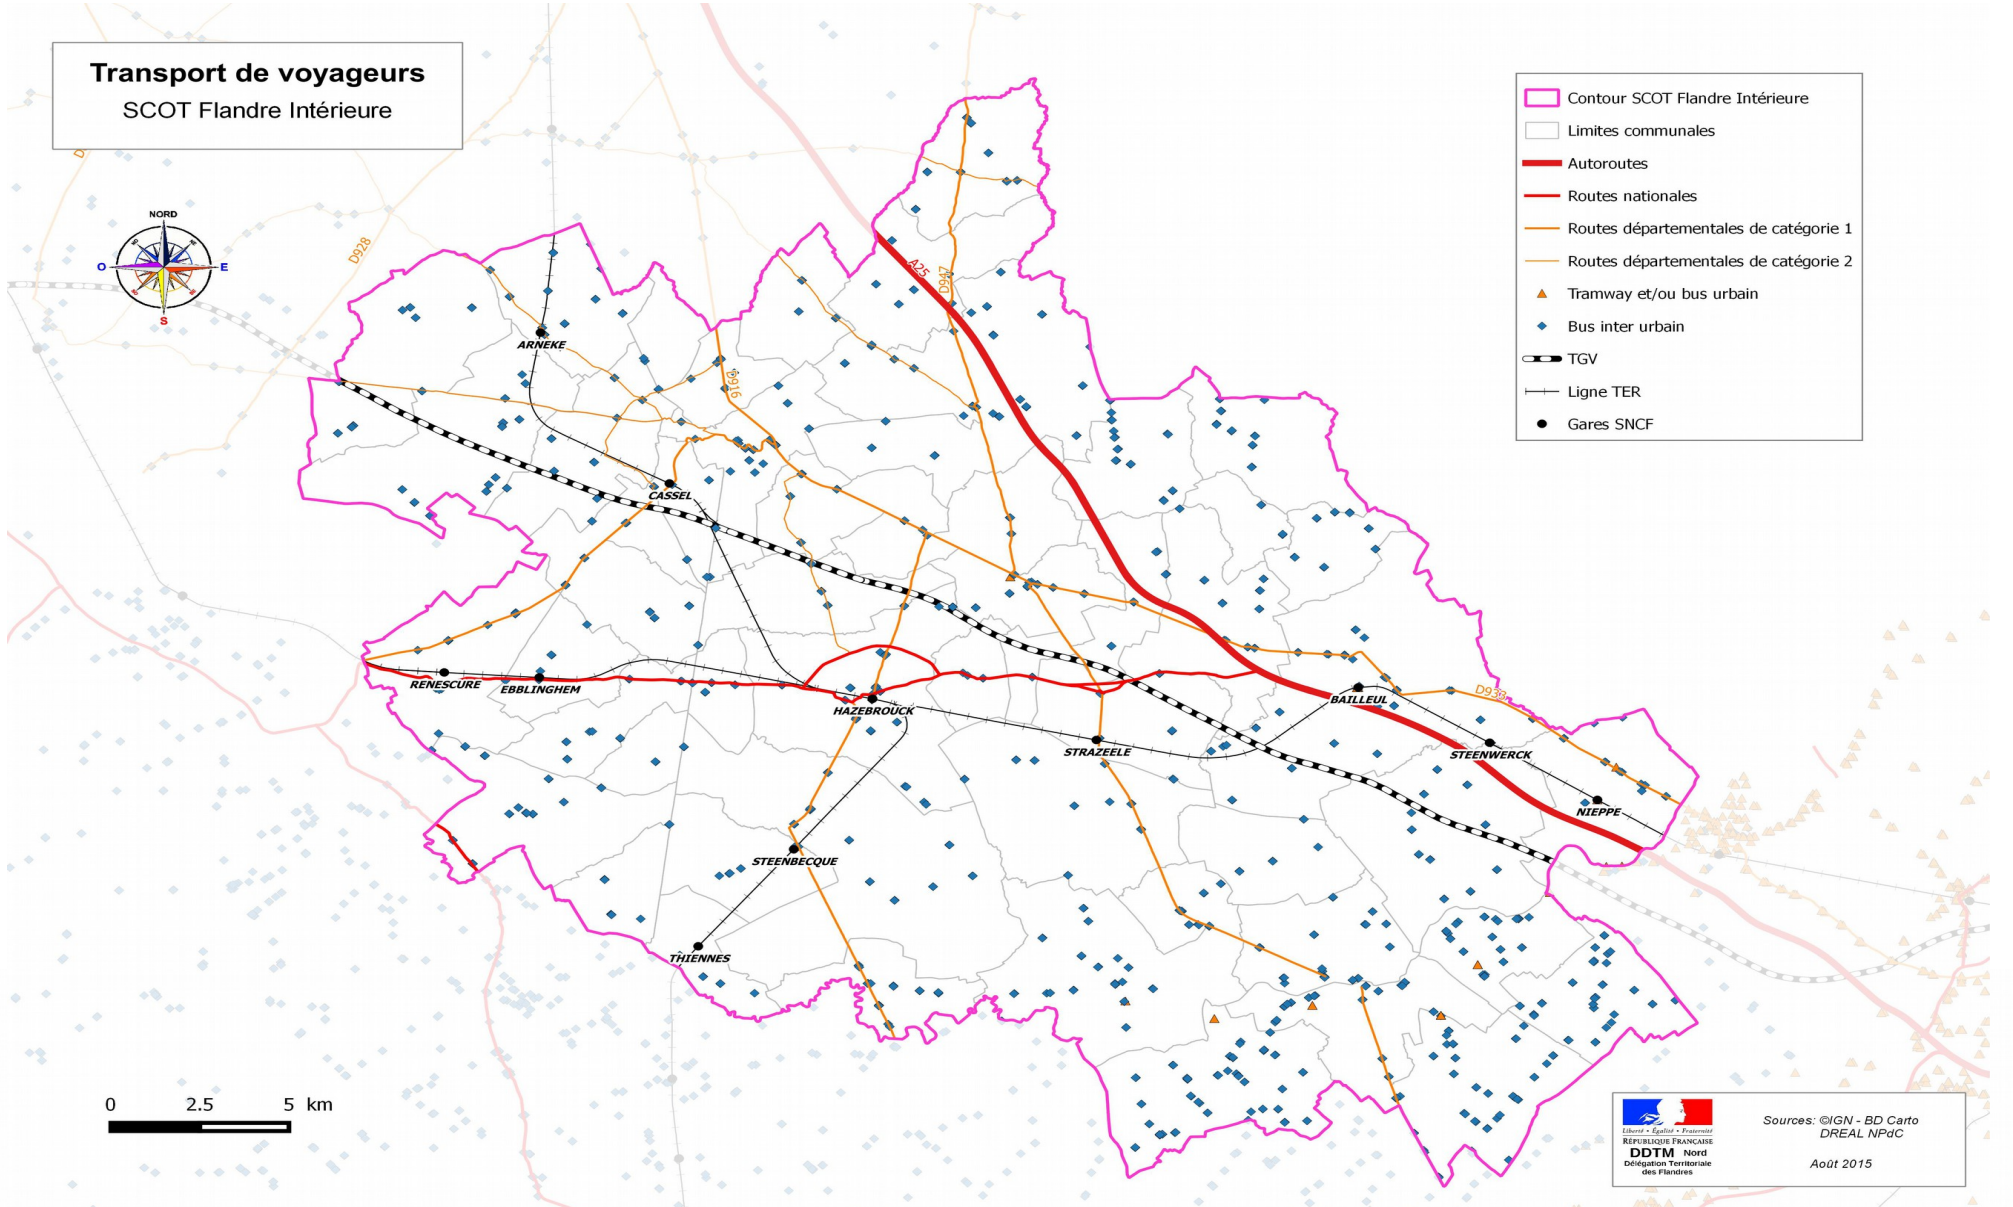 Transport de voyageurs
SCOT Flandre Intérieure
NORD
NO
NE
O
E
S
Contour SCOT Flandre Intérieure
Limites communales
Autoroutes
Routes nationales
Routes départementales de catégorie 1
Routes départementales de catégorie 2
Tramway et/ou bus urbain
Bus inter urbain
TGV
Ligne TER
Gares SNCF
D928
A25
D947
D916
ARNEKE
CASSEL
RENESCURE
EBBLINGHEM
HAZEBROUCK
BAILLEUL
D933
STRAZEELE
STEENWERCK
NIEPPE
STEENBECQUE
THIENNES
0 2.5 5 km
Liberté • Égalité • Fraternité
RÉPUBLIQUE FRANÇAISE
DDTM Nord
Délégation Territoriale
des Flandres
Sources: ©IGN - BD Carto
DREAL NPdC
Août 2015